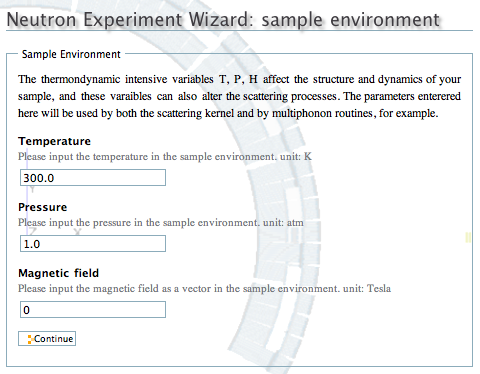 Neutron Experiment Wizard: sample environment
Sample Environment
The thermondynamic intensive variables T, P, H affect the structure and dynamics of your
sample, and these varaibles can also alter the scattering processes. The parameters enterered
here will be used by both the scattering kernel and by multiphonon routines, for example.
Temperature
Please input the temperature in the sample environment. unit: K
300.0
Y
Pressure
Please input the pressure in the sample environment. unit: atm
Z X
1.0
Magnetic field
Please input the magnetic field as a vector in the sample environment. unit: Tesla
0
Continue